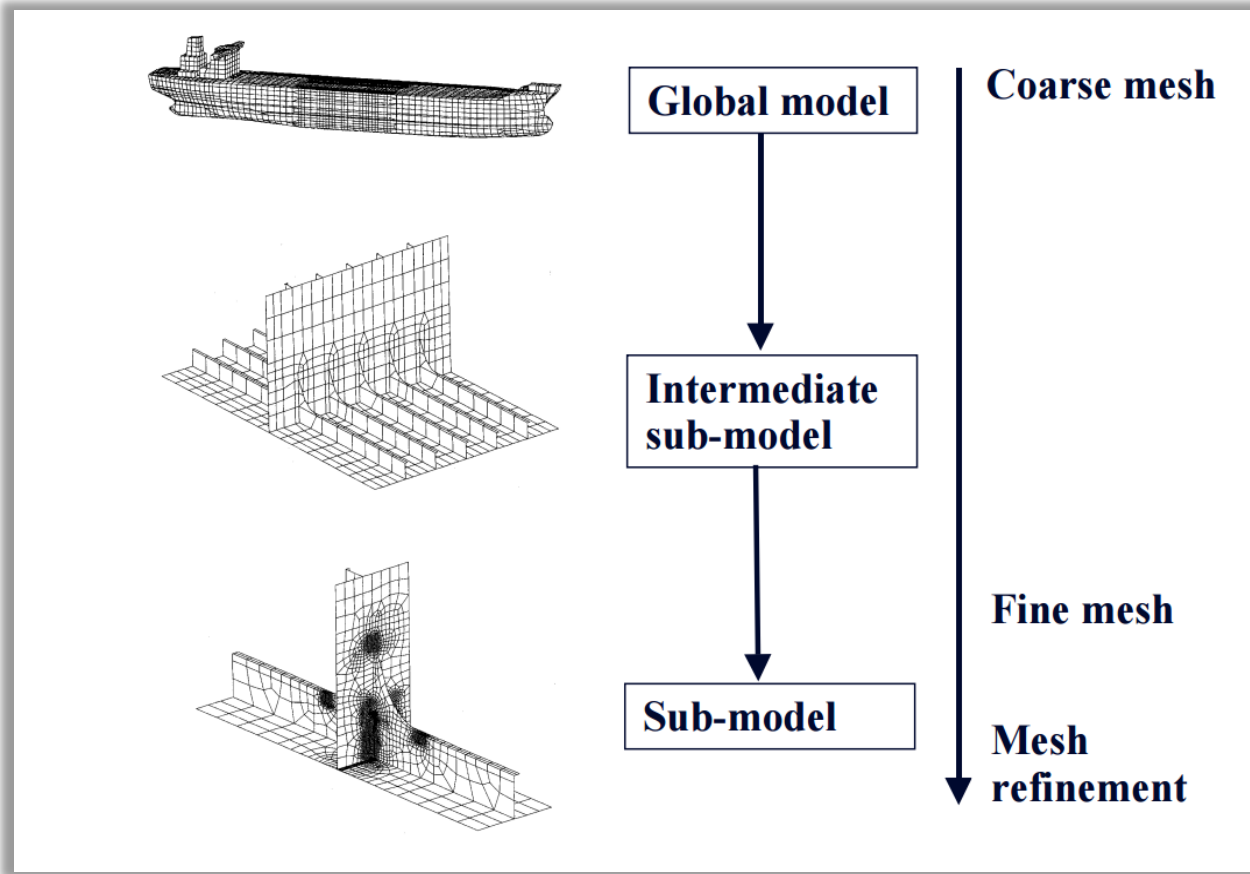 Global model
Coarse mesh
Intermediate
sub-model
Fine mesh
Sub-model
Mesh
refinement